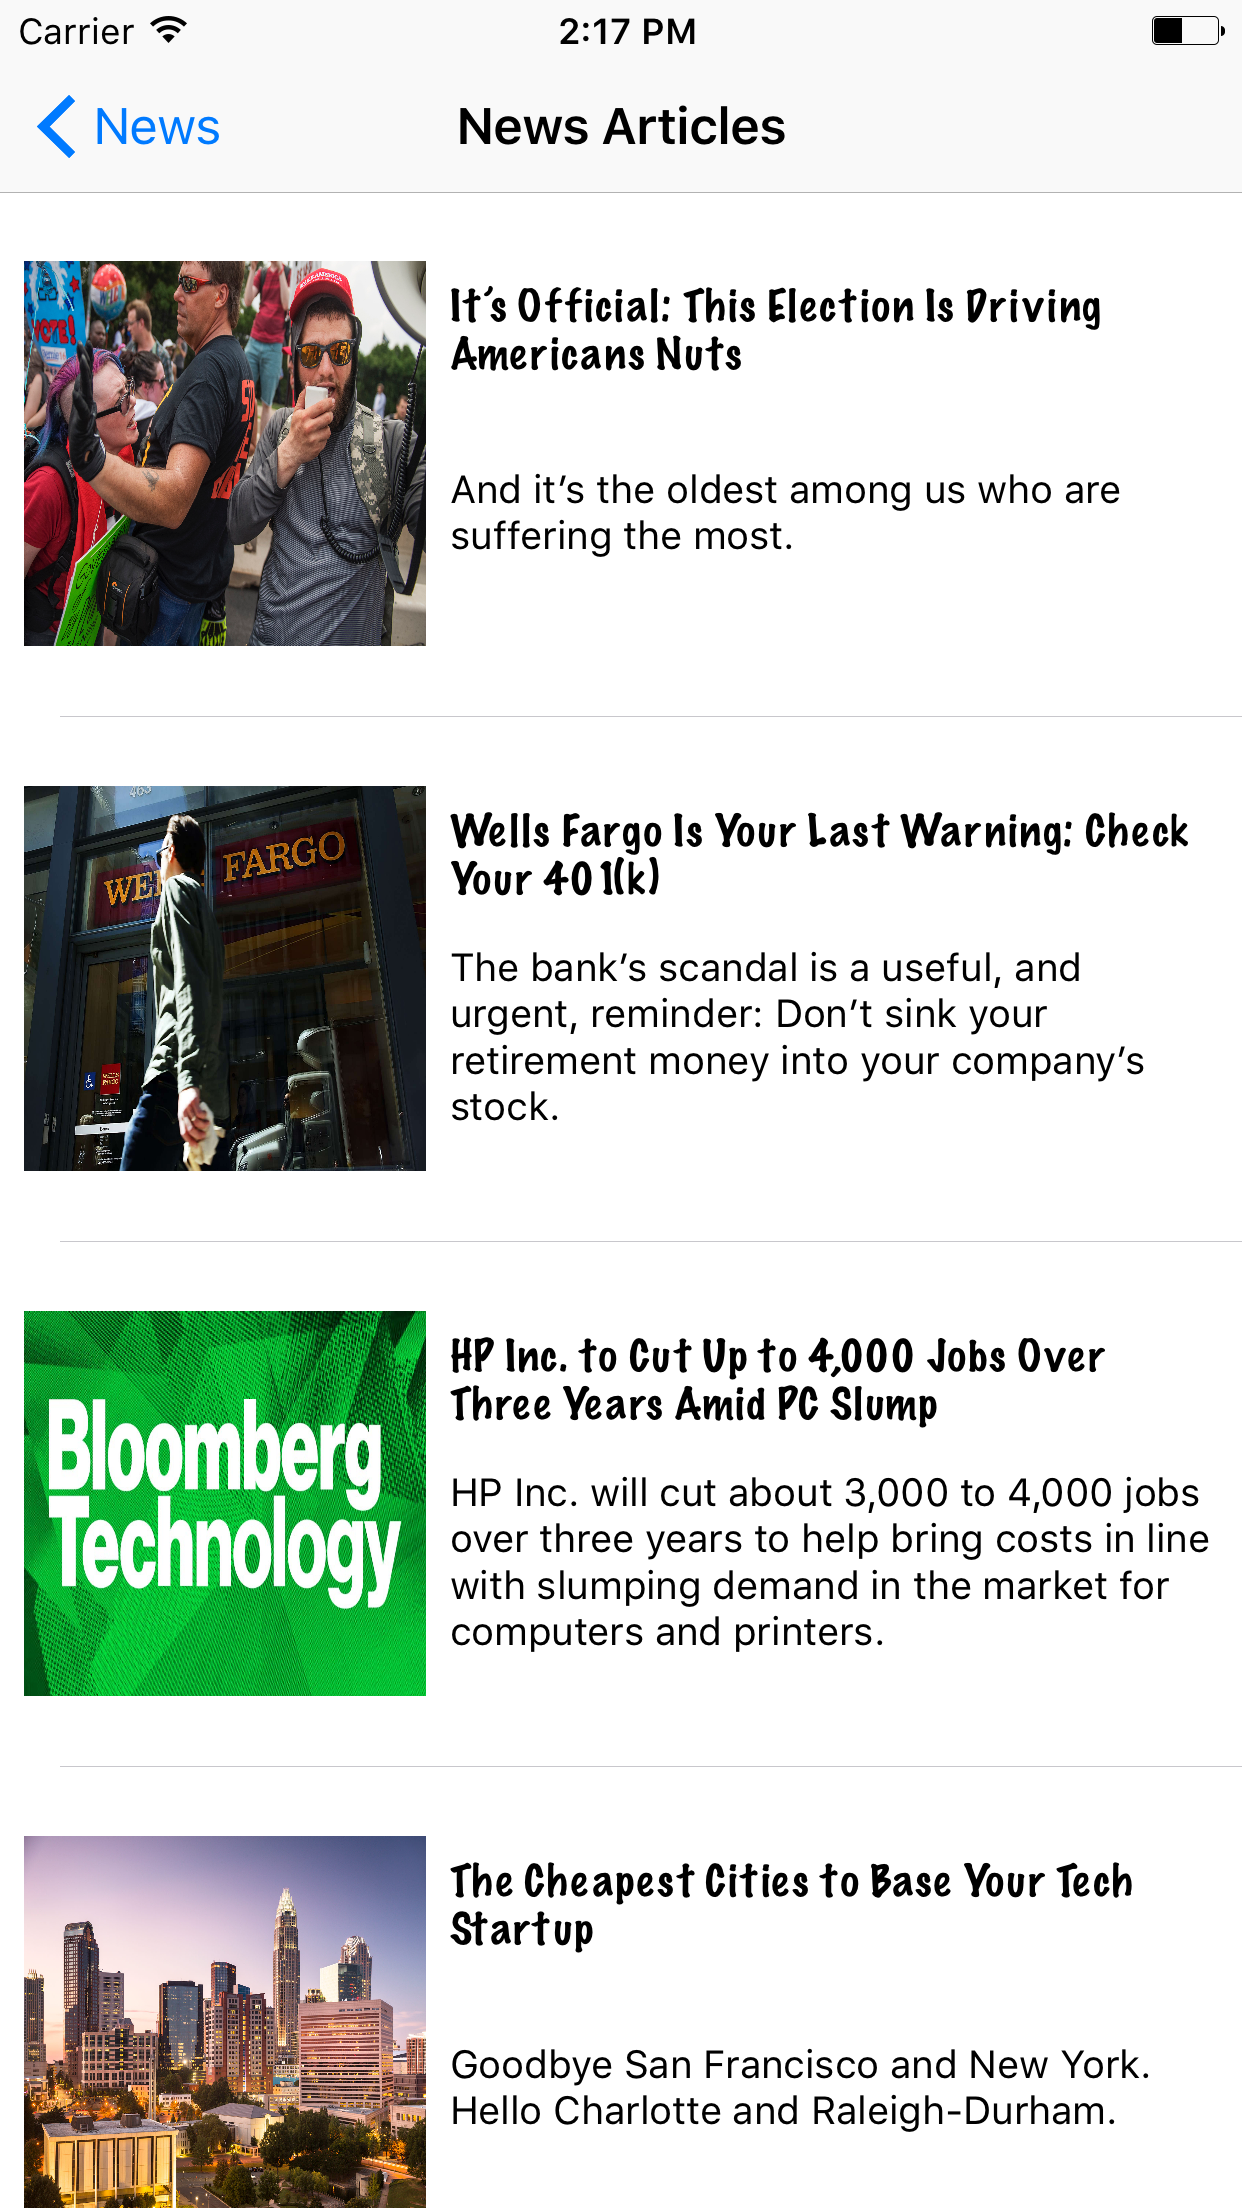 Carrier 2:17 PM
News News Articles
VOTE!
It's Official: This Election Is Driving
Americans Nuts
And it's the oldest among us who are
suffering the most.
463
WE
FARGO
Wells Fargo Is Your Last Warning: Check
Your 401(k)
The bank's scandal is a useful, and
urgent, reminder: Don't sink your
retirement money into your company's
stock.
Bloomberg
Technology
HP Inc. to Cut Up to 4,000 Jobs Over
Three Years Amid PC Slump
HP Inc. will cut about 3,000 to 4,000 jobs
over three years to help bring costs in line
with slumping demand in the market for
computers and printers.
The Cheapest Cities to Base Your Tech
Startup
Goodbye San Francisco and New York.
Hello Charlotte and Raleigh-Durham.